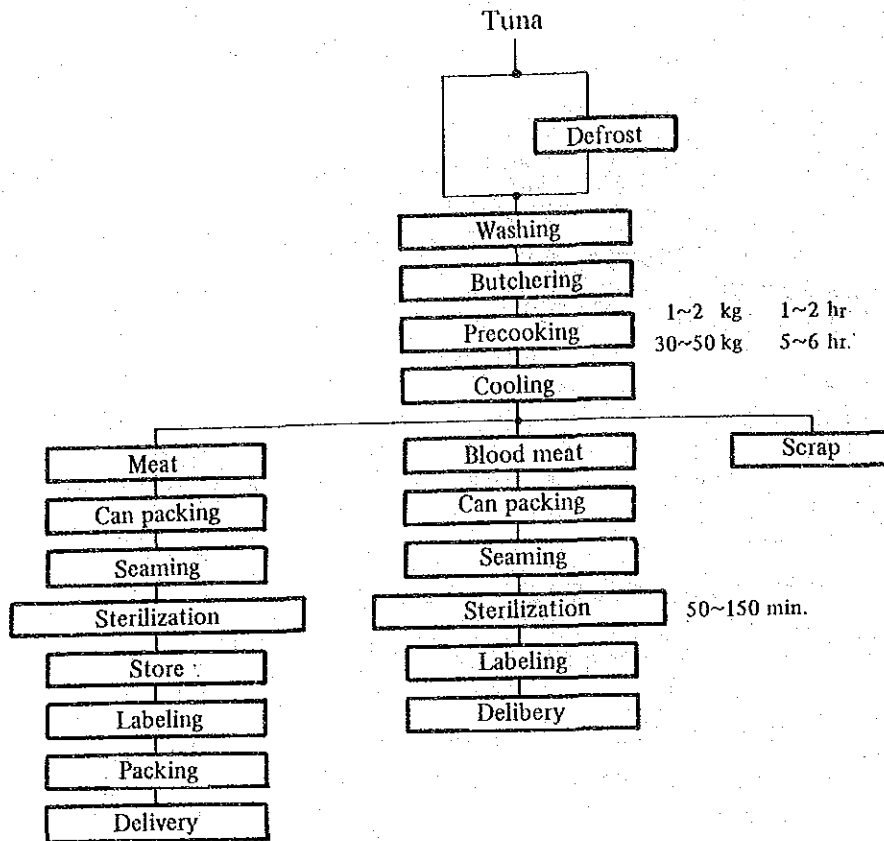 Tuna
Defrost
Washing
Butchering
1~2 kg 1~2 hr
Precooking
30~50 kg 5~6 hr.
Cooling
Meat Blood meat Scrap
Can packing Can packing
Seaming Seaming
Sterilization Sterilization 50~150 min.
Store Labeling
Labeling Delibery
Packing
Delivery